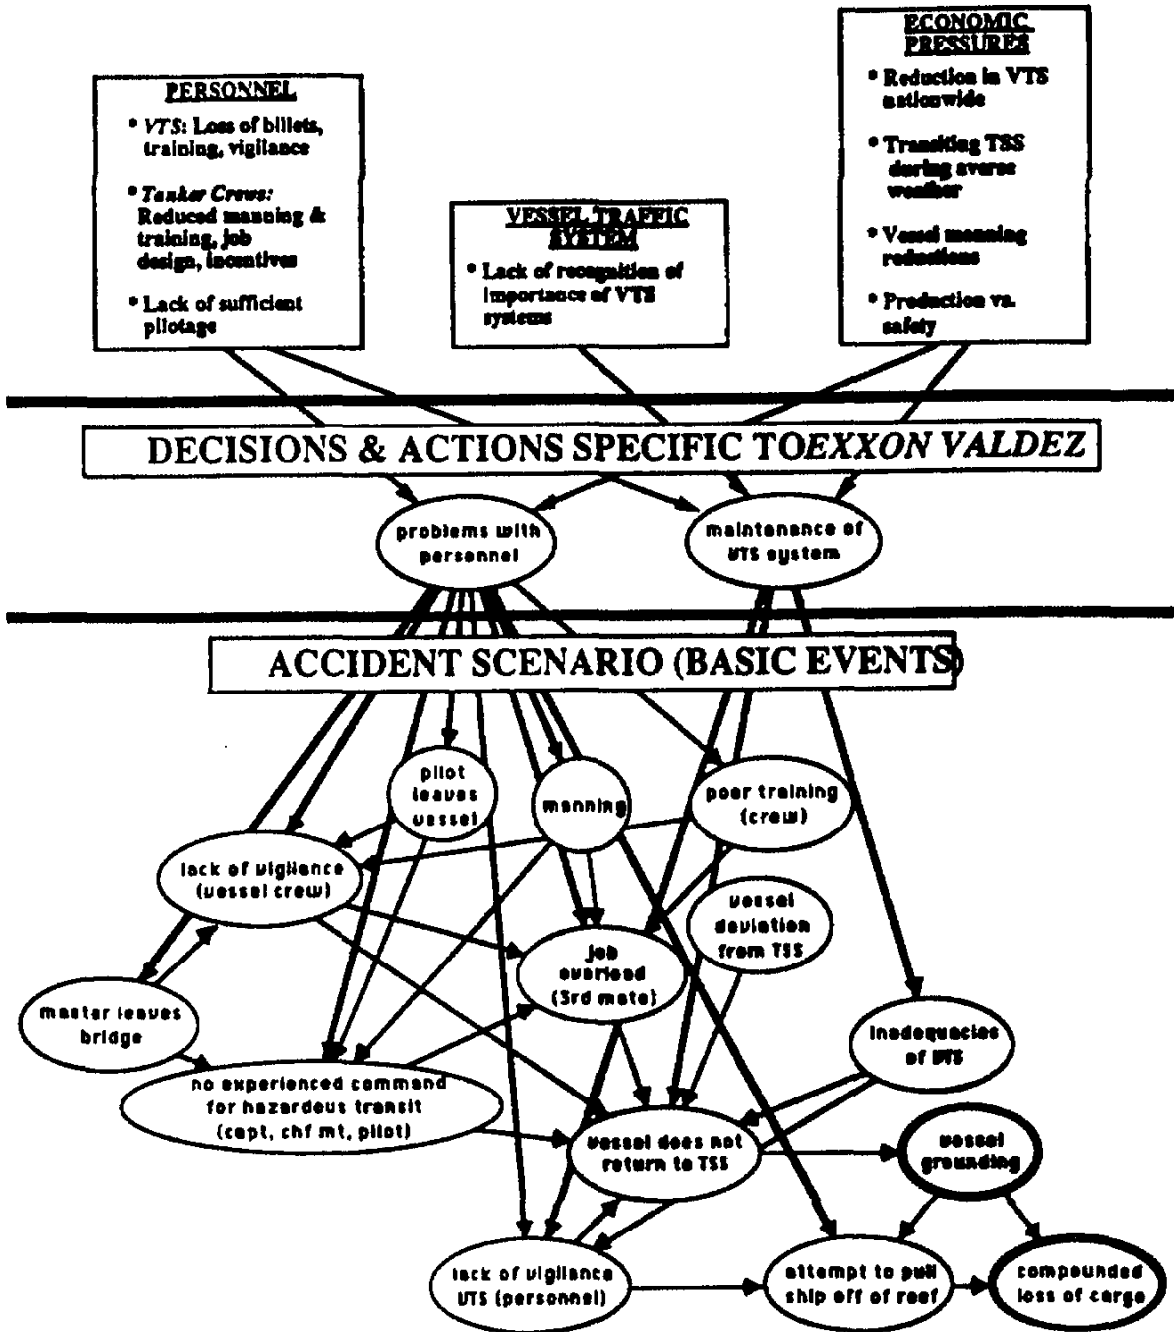 ECONOMIC
PRESSURES
* Reduction in VTS
nationwide
* Transiting TSS
during averse
weather
* Vessel manning
reductions
* Production vs.
safety
PERSONNEL
* VTS: Loss of billets,
training, vigilance
* Tanker Crews:
Reduced manning &
training, job
design, incentives
* Lack of sufficient
pilotage
VESSEL TRAFFIC
SYSTEM
* Lack of recognition of
importance of VTS
systems
DECISIONS & ACTIONS SPECIFIC TO EXXON VALDEZ
problems with
personnel
maintenance of
VTS system
ACCIDENT SCENARIO (BASIC EVENTS)
pilot
leaves
vessel
manning
poor training
(crew)
lack of vigilance
(vessel crew)
vessel
deviation
from TSS
job
overload
(3rd mate)
master leaves
bridge
inadequacies
of VTS
no experienced command
for hazardous transit
(capt, chf mt, pilot)
vessel does not
return to TSS
vessel
grounding
lack of vigilance
VTS (personnel)
attempt to pull
ship off of reef
compounded
loss of cargo